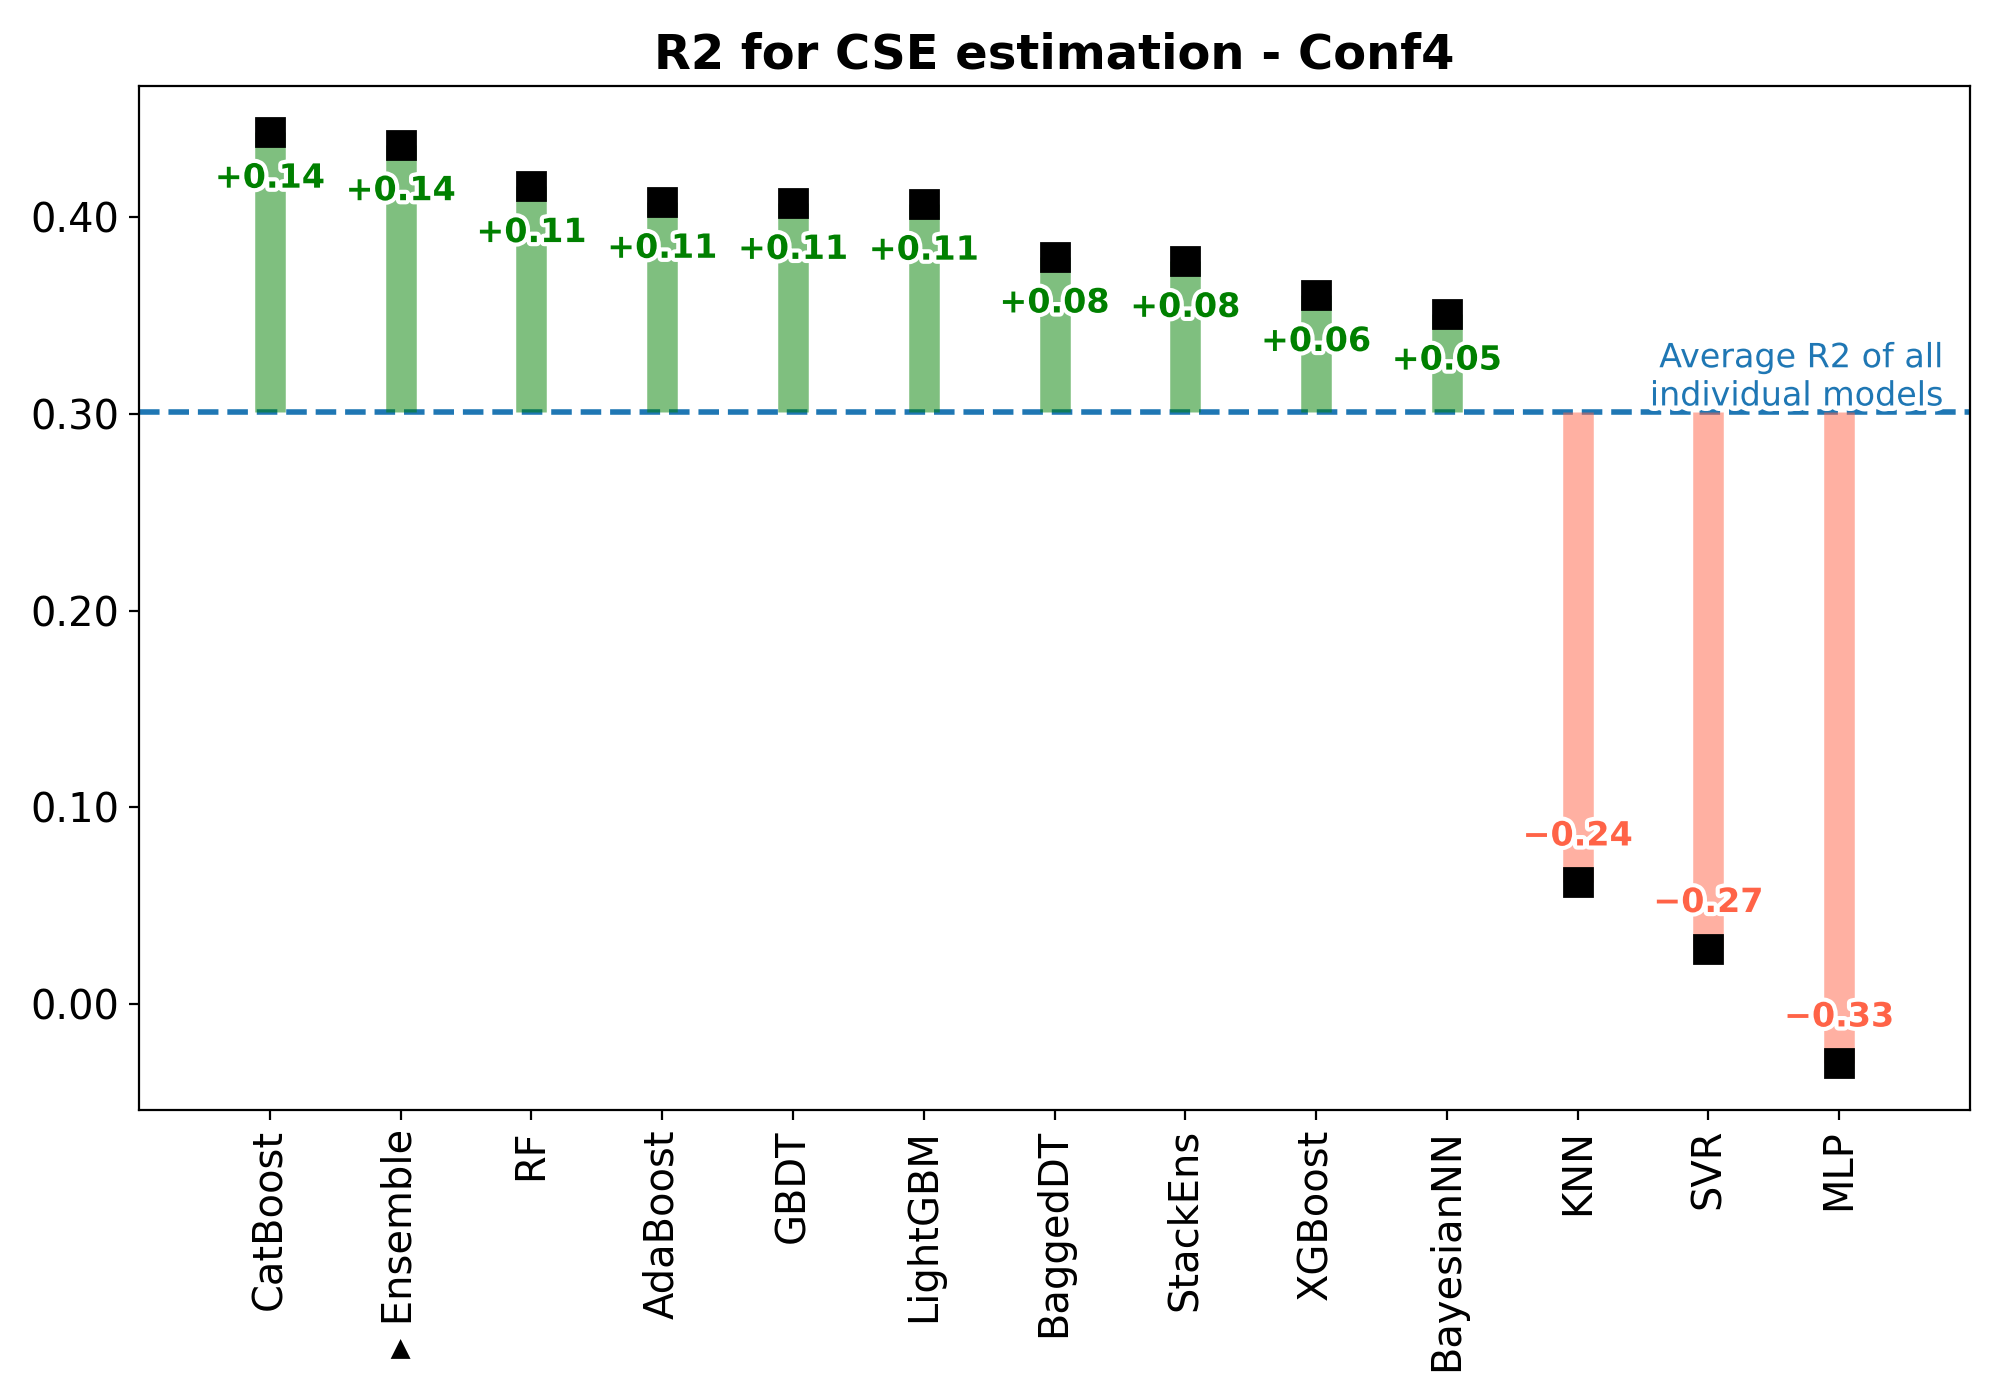 R2 for CSE estimation - Conf4
+0.14
+0.14
+0.11
+0.11
+0.11
+0.11
+0.08
+0.08
+0.06
+0.05
Average R2 of all
individual models
−0.24
−0.27
−0.33
0.40
0.30
0.20
0.10
0.00
CatBoost
► Ensemble
RF
AdaBoost
GBDT
LightGBM
BaggedDT
StackEns
XGBoost
BayesianNN
KNN
SVR
MLP